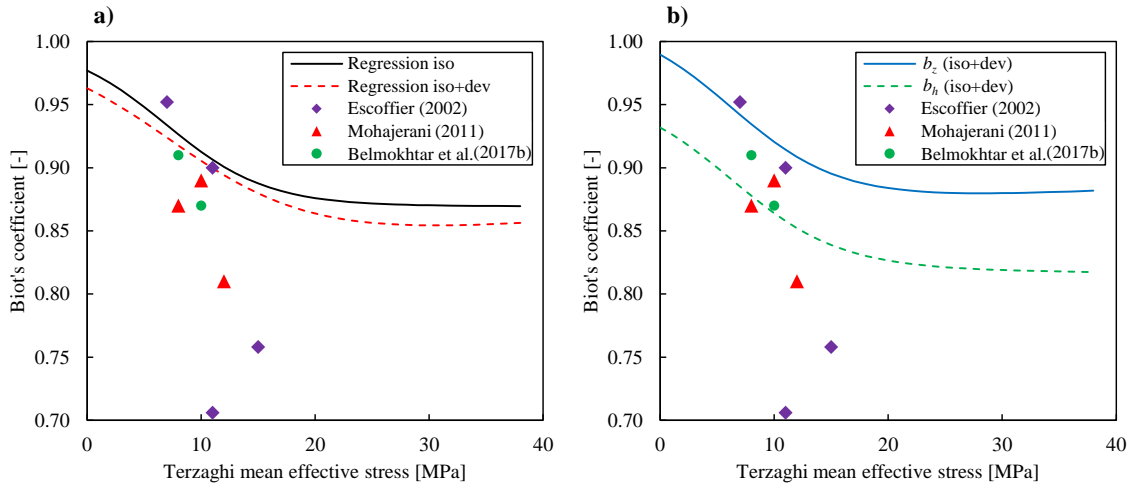 a)
1.00
0.95
0.90
0.85
0.80
0.75
0.70
Biot's coefficient [-]
0
10
20
30
40
Terzaghi mean effective stress [MPa]
Regression iso
Regression iso+dev
Escoffier (2002)
Mohajerani (2011)
Belmokhtar et al.(2017b)
b)
1.00
0.95
0.90
0.85
0.80
0.75
0.70
Biot's coefficient [-]
0
10
20
30
40
Terzaghi mean effective stress [MPa]
b_z (iso+dev)
b_h (iso+dev)
Escoffier (2002)
Mohajerani (2011)
Belmokhtar et al.(2017b)